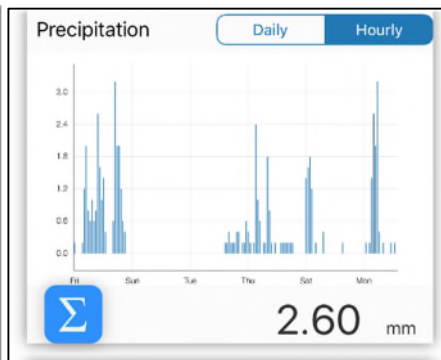 Precipitation Daily Hourly
3.0
2.4
1.8
1.2
0.6
0.0
Fri Sun Tue Thu Sat Mon
Σ 2.60 mm